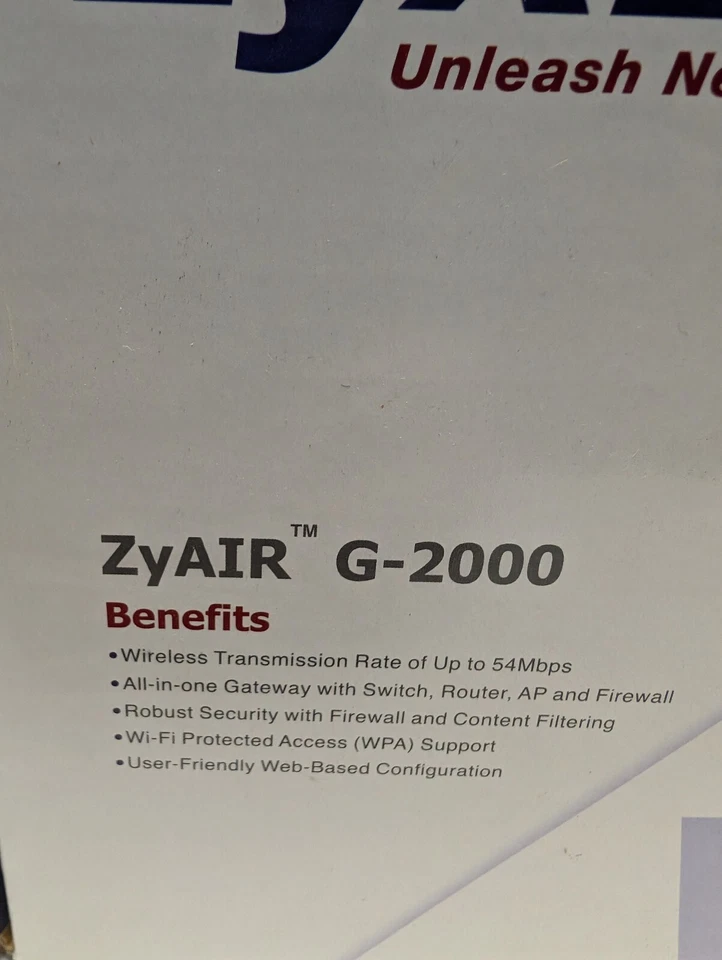 Unleash
ZyAIR™ G-2000
Benefits
•Wireless Transmission Rate of Up to 54Mbps
•All-in-one Gateway with Switch, Router, AP and Firewall
•Robust Security with Firewall and Content Filtering
•Wi-Fi Protected Access (WPA) Support
•User-Friendly Web-Based Configuration